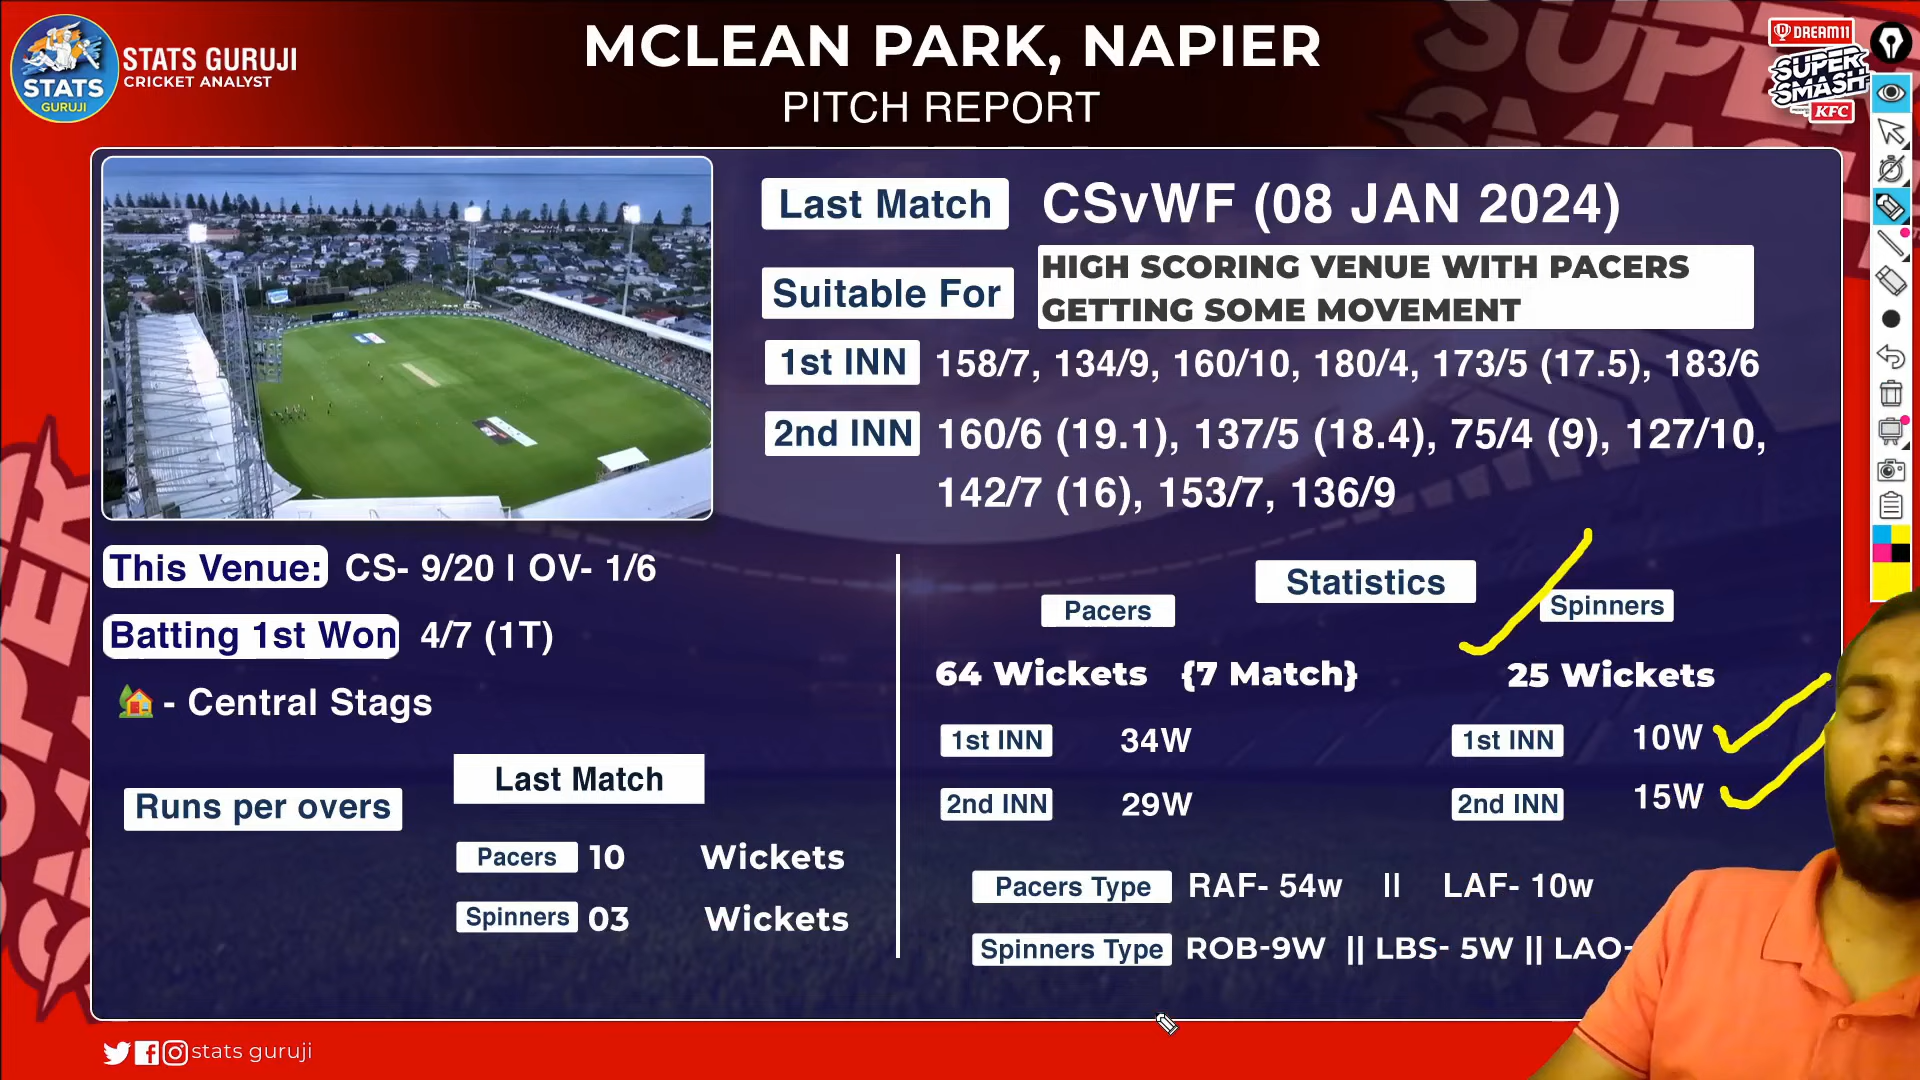 STATS GURUJI
CRICKET ANALYST
STATS
GURUJI
MCLEAN PARK, NAPIER
PITCH REPORT
DREAM11
SUPER
SMASH
KFC
Last Match CSvWF (08 JAN 2024)
Suitable For HIGH SCORING VENUE WITH PACERS
GETTING SOME MOVEMENT
1st INN 158/7, 134/9, 160/10, 180/4, 173/5 (17.5), 183/6
2nd INN 160/6 (19.1), 137/5 (18.4), 75/4 (9), 127/10,
142/7 (16), 153/7, 136/9
This Venue: CS- 9/20 | OV- 1/6
Batting 1st Won 4/7 (1T)
- Central Stags
Last Match
Runs per overs
Pacers 10 Wickets
Spinners 03 Wickets
Statistics
Pacers Spinners
64 Wickets {7 Match} 25 Wickets
1st INN 34W 1st INN 10W
2nd INN 29W 2nd INN 15W
Pacers Type RAF- 54w || LAF- 10w
Spinners Type ROB-9W || LBS- 5W || LAO-
stats guruji